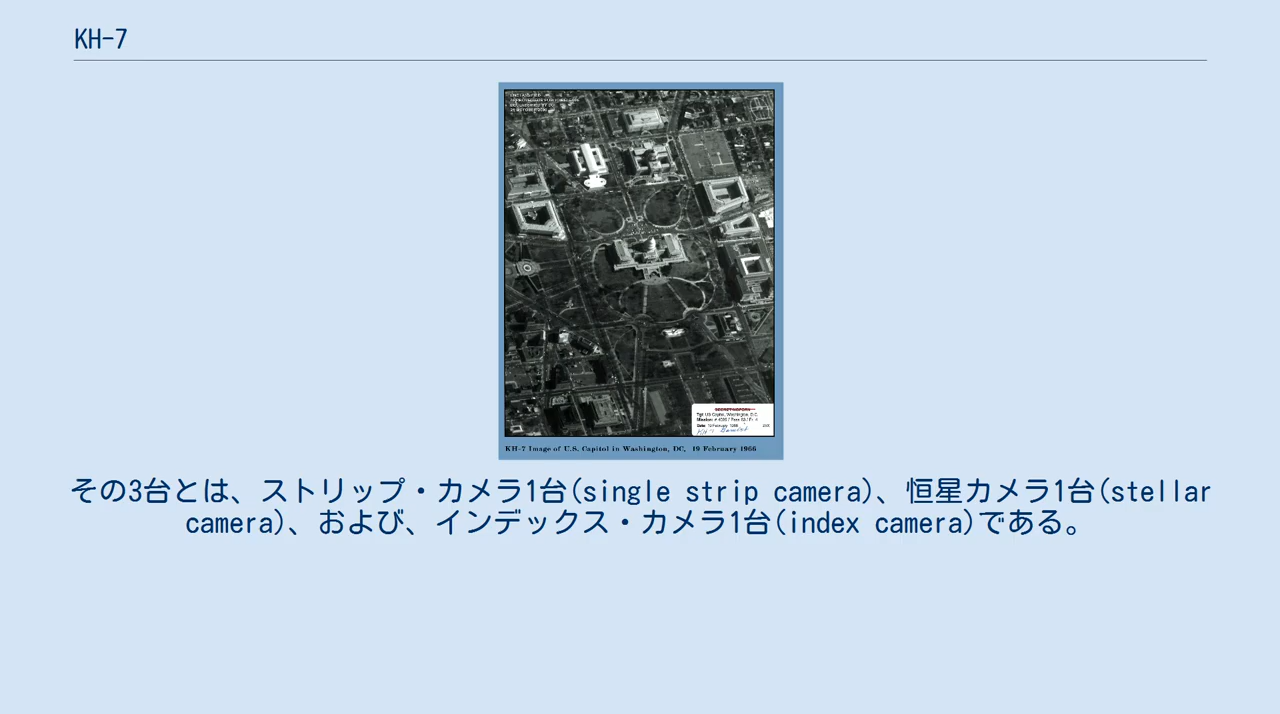 KH-7
SECRET NOFORN
KH-7 Image of U.S. Capitol in Washington, DC, 19 February 1966
その3台とは、ストリップ・カメラ1台(single strip camera)、恒星カメラ1台(stellar
camera)、および、インデックス・カメラ1台(index camera)である。